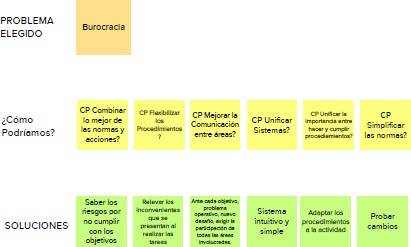 PROBLEMA
ELEGIDO
Burocracia
¿Cómo
Podríamos?
CP Combinar
lo mejor de
las normas y
acciones?
CP Flexibilizar
los
Procedimientos
?
CP Mejorar la
Comunicación
entre áreas?
CP Unificar
Sistemas?
CP Unificar la
importancia entre
hacer y cumplir
procediemientos?
CP
Simplificar
las normas?
SOLUCIONES
Saber los
riesgos por
no cumplir
con los
objetivos
Relevar los
inconvenientes
que se
presentan al
realizar las
tareas
Ante cada objetivo,
problema
operativo, nuevo
desafío, exigir la
participación de
todas las áreas
involucradas.
Sistema
intuitivo y
simple
Adaptar los
procedimientos
a la actividad
Probar
cambios